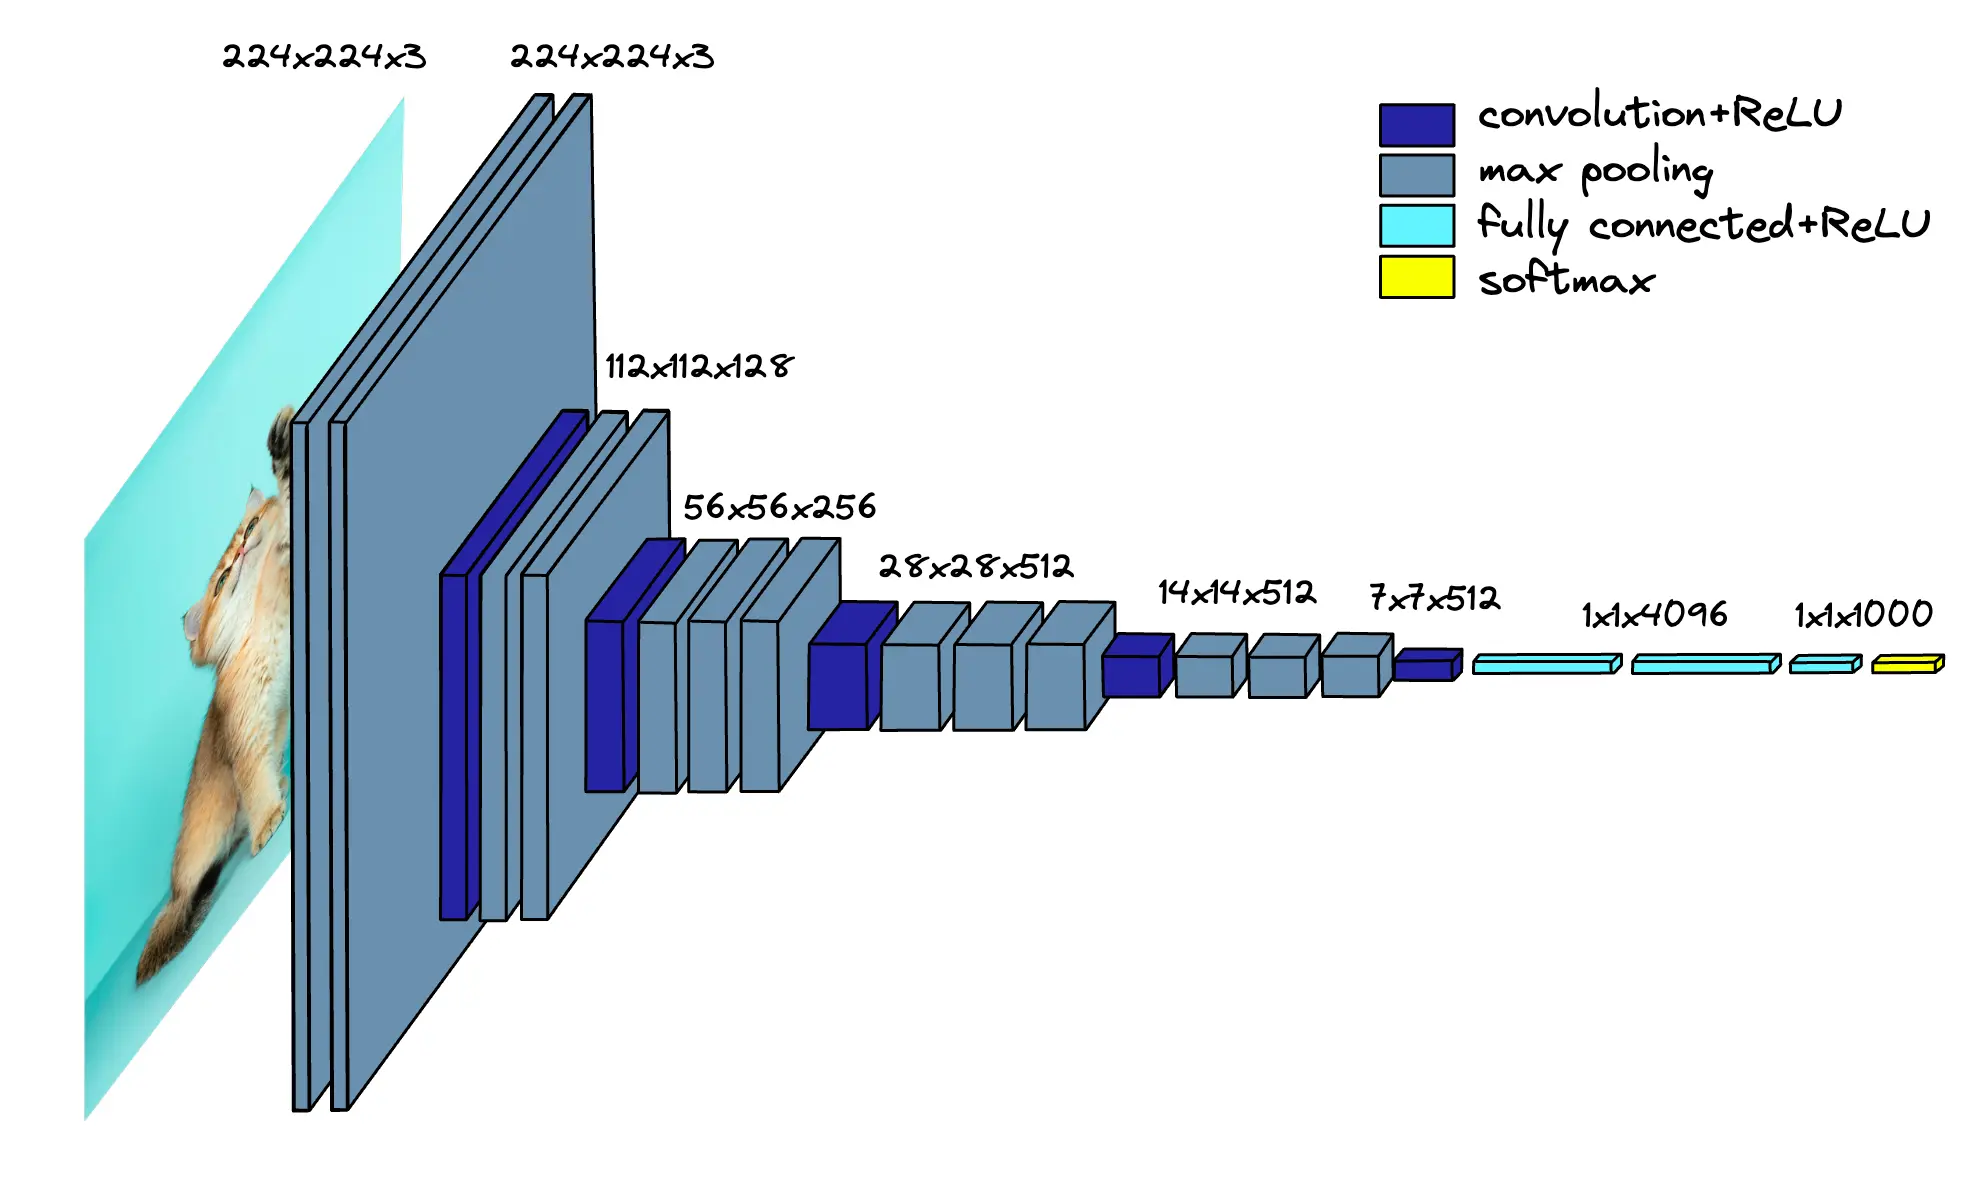 224x224x3
224x224x3
convolution+ReLU
max pooling
fully connected+ReLU
softmax
112x112x128
56x56x256
28x28x512
14x14x512
7x7x512
1x1x4096
1x1x1000